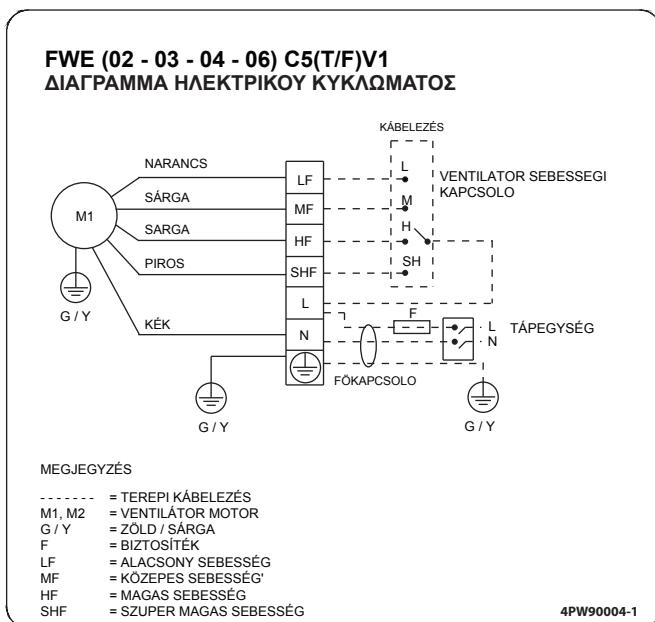 FWE (02 - 03 - 04 - 06) C5(T/F)V1
ΔΙΑΓΡΑΜΜΑ ΗΛΕΚΤΡΙΚΟΥ ΚΥΚΛΩΜΑΤΟΣ
KÁBELEZÉS
NARANCS
SÁRGA
SARGA
PIROS
KÉK
M1
G / Y
LF
MF
HF
SHF
L
N
L
M
H
SH
VENTILATOR SEBESSEGI
KAPCSOLO
F
L
N
TÁPEGYSÉG
FÖKAPCSOLO
G / Y
G / Y
MEGJEGYZÉS
- - - - - - - = TEREPI KÁBELEZÉS
M1, M2 = VENTILÁTOR MOTOR
G / Y = ZÖLD / SÁRGA
F = BIZTOSÍTÉK
LF = ALACSONY SEBESSÉG
MF = KÖZEPES SEBESSÉG'
HF = MAGAS SEBESSÉG
SHF = SZUPER MAGAS SEBESSÉG
4PW90004-1